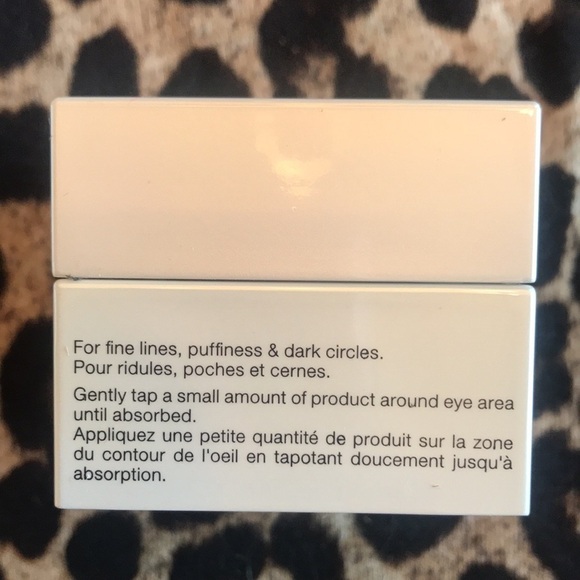 For fine lines, puffiness & dark circles.
Pour ridules, poches et cernes.
Gently tap a small amount of product around eye area
until absorbed.
Appliquez une petite quantité de produit sur la zone
du contour de l'oeil en tapotant doucement jusqu'à
absorption.